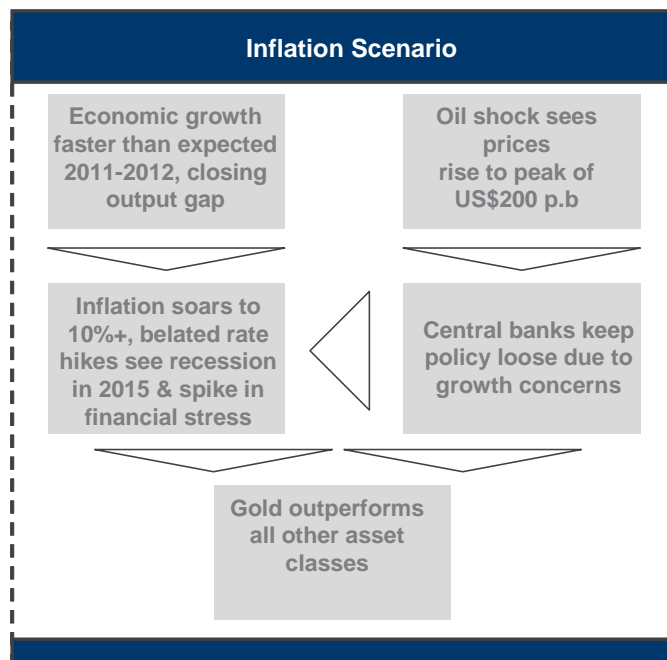 Inflation Scenario
Economic growth
faster than expected
2011-2012, closing
output gap
Oil shock sees
prices
rise to peak of
US$200 p.b
Inflation soars to
10%+, belated rate
hikes see recession
in 2015 & spike in
financial stress
Central banks keep
policy loose due to
growth concerns
Gold outperforms
all other asset
classes